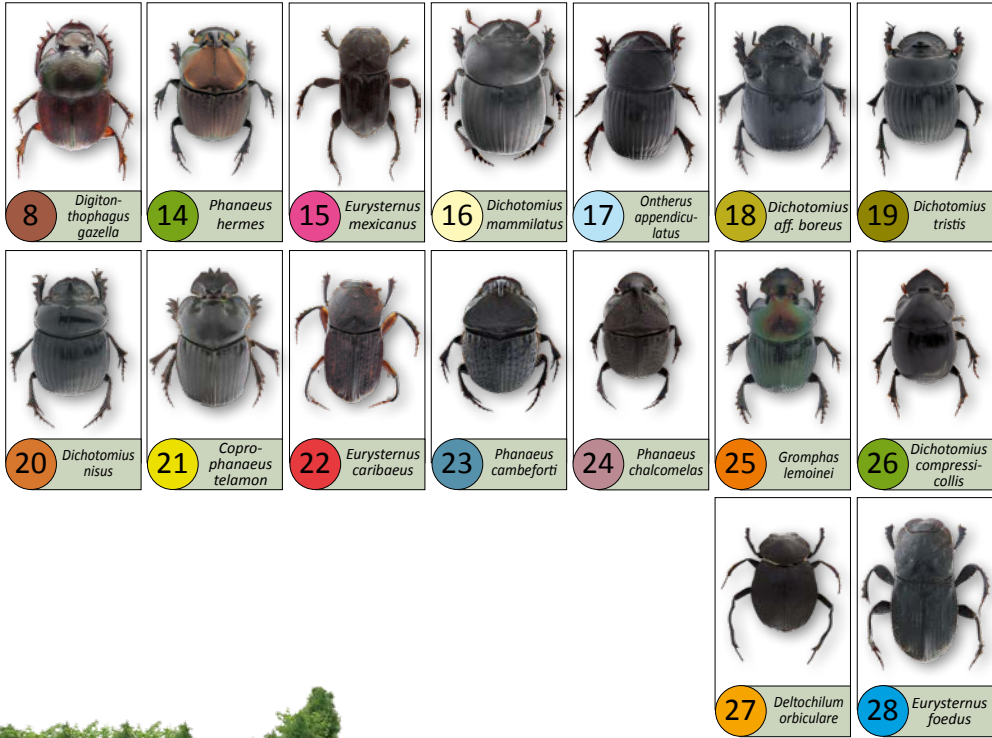 8
Digiton-
thophagus
gazella
14
Phanaeus
hermes
15
Eurysternus
mexicanus
16
Dichotomius
mammilatus
17
Ontherus
appendicu-
latus
18
Dichotomius
aff. boreus
19
Dichotomius
tristis
20
Dichotomius
nisus
21
Copro-
phanaeus
telamon
22
Eurysternus
caribaeus
23
Phanaeus
cambeforti
24
Phanaeus
chalcomelas
25
Gromphas
lemoinei
26
Dichotomius
compressi-
collis
27
Deltochilum
orbiculare
28
Eurysternus
foedus